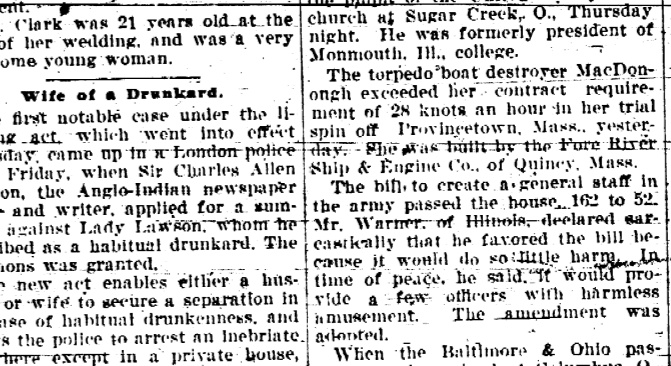 ent.
. Clark was 21 years old at the
of her wedding, and was a very
ome young woman.
Wife of a Drunkard.
first notable case under the li-
ng act, which went into effect
day, came up in a London police
Friday, when Sir Charles Allen
on, the Anglo-Indian newspaper
and writer, applied for a sum-
against Lady Lawson, whom he
ibed as a habitual drunkard. The
ons was granted.
e new act enables either a hus-
or wife to secure a separation in
ase of habitual drunkenness, and
s the police to arrest an inebriate
here except in a private house,
church at Sugar Creek, O., Thursday
night. He was formerly president of
Monmouth, Ill., college.
The torpedo boat destroyer MacDon-
ough exceeded her contract require-
ment of 28 knots an hour in her trial
spin off Provincetown, Mass., yester-
day. She was built by the Fore River
Ship & Engine Co., of Quincy, Mass.
The bill to create a general staff in
the army passed the house, 162 to 52.
Mr. Warner, of Illinois, declared sar-
castically that he favored the bill be-
cause it would do so little harm. In
time of peace, he said, it would pro-
vide a few officers with harmless
amusement. The amendment was
adopted.
When the Baltimore & Ohio pas-